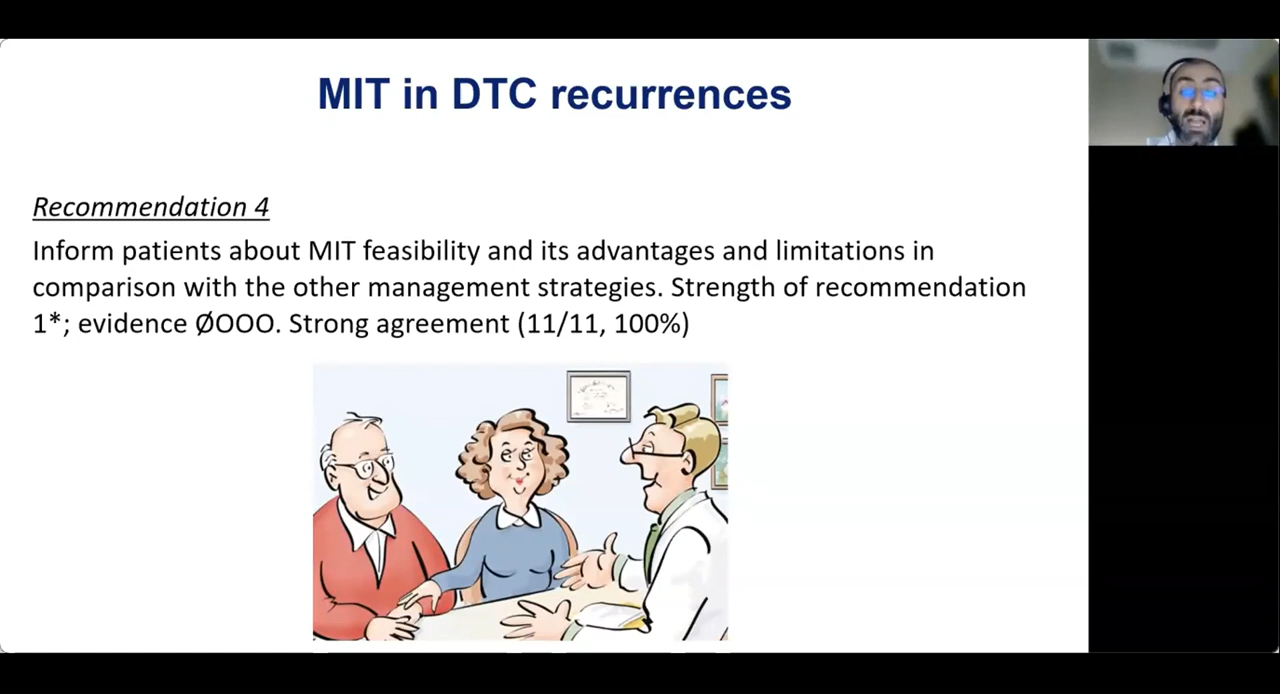 MIT in DTC recurrences
Recommendation 4
Inform patients about MIT feasibility and its advantages and limitations in
comparison with the other management strategies. Strength of recommendation
1*; evidence ØOOO. Strong agreement (11/11, 100%)